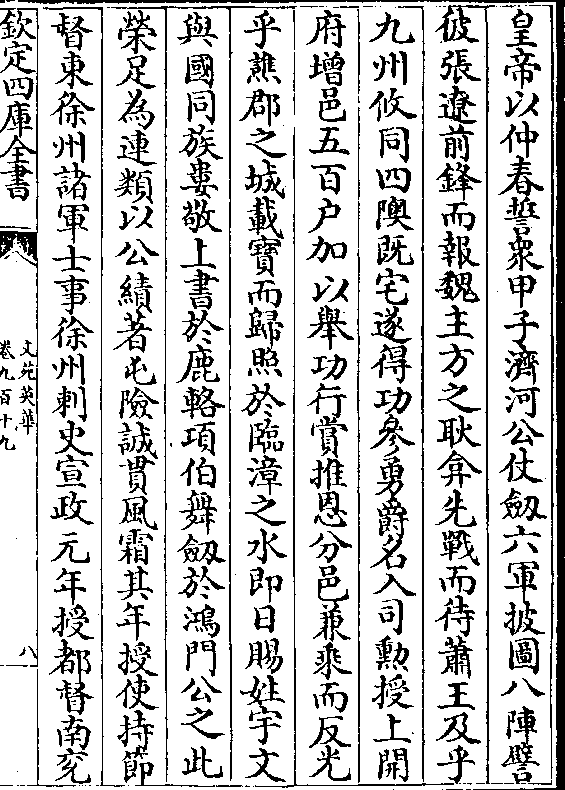 皇帝以仲春誓衆甲子濟河公仗劔六軍披圖八陣譬
彼張遼前鋒而報魏主方之耿弇先戰而待蕭王及乎
九州攸同四隩既宅遂得功參勇爵名入司勲授上開
府增邑五百户加以舉功行賞推恩分邑兼乘而反光
乎譙郡之城載寶而歸照於臨漳之水即日賜姓宇文
與國同族婁敬上書於鹿輅項伯舞劔於鴻門公之此
榮足為連類以公績著屯險誠貫風霜其年授使持節
督東徐州諸軍士事徐州刺史宣政元年授都督南兖
欽定四庫全書
文苑英華
卷九百十九
八